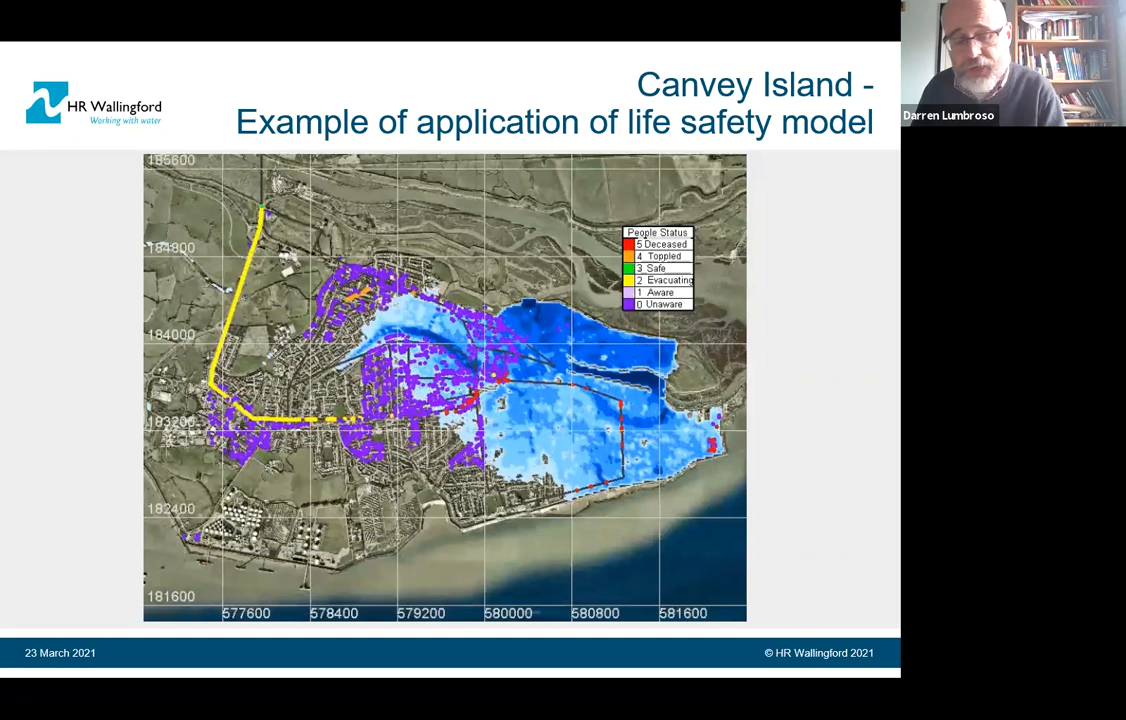 HR Wallingford
Working with water
Canvey Island -
Example of application of life safety model
185600
184800
184000
183200
182400
181600
577600
578400
579200
580000
580800
581600
People Status
5 Deceased
4 Toppled
3 Safe
2 Evacuating
1 Aware
0 Unaware
23 March 2021
© HR Wallingford 2021
Darren Lumbroso